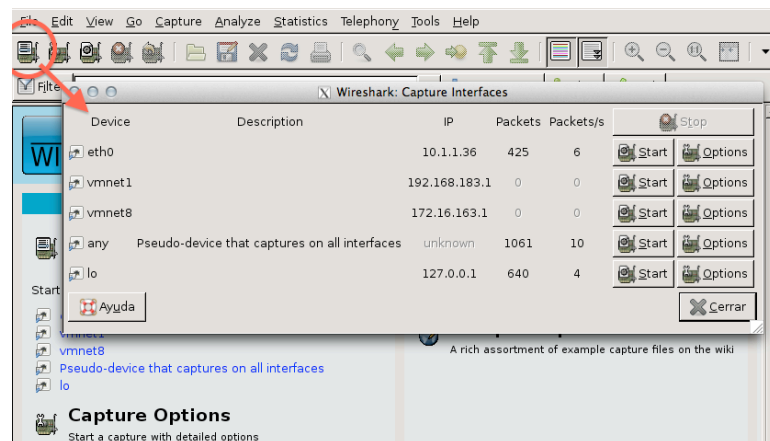 File Edit View Go Capture Analyze Statistics Telephony Tools Help
Filte
Wireshark: Capture Interfaces
Device Description IP Packets Packets/s Stop
WI
eth0 10.1.1.36 425 6 Start Options
vmnet1 192.168.183.1 0 0 Start Options
vmnet8 172.16.163.1 0 0 Start Options
any Pseudo-device that captures on all interfaces unknown 1061 10 Start Options
lo 127.0.0.1 640 4 Start Options
Start
Ayuda Cerrar
vmnet1
vmnet8 A rich assortment of example capture files on the wiki
Pseudo-device that captures on all interfaces
lo
Capture Options
Start a capture with detailed options